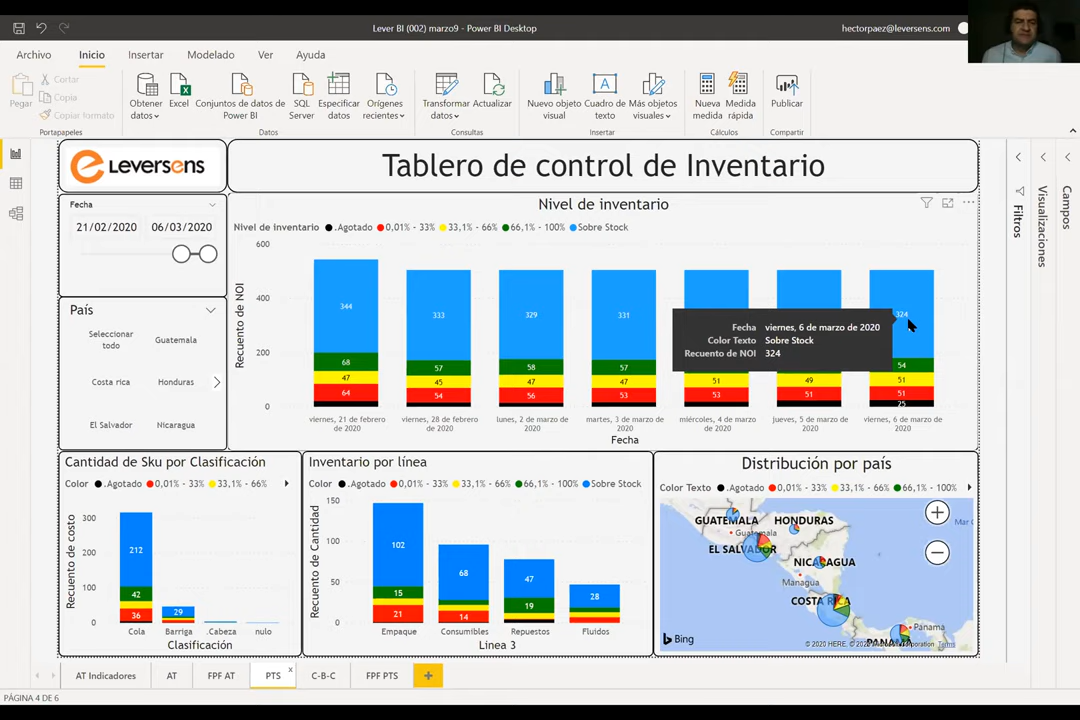 Lever BI (002) marzo9 - Power BI Desktop
hectorpaez@leversens.com
Archivo Inicio Insertar Modelado Ver Ayuda
Pegar
Cortar
Copia
Copiar formato
Portapapeles
Obtener datos
Excel
Conjuntos de datos de Power BI
SQL Server
Especificar datos
Orígenes recientes
Datos
Transformar datos
Actualizar
Consultas
Nuevo objeto visual
Cuadro de texto
Más objetos visuales
Insertar
Nueva medida
Medida rápida
Cálculos
Publicar
Compartir
LEVERSENS
Tablero de control de Inventario
Fecha
21/02/2020 06/03/2020
País
Seleccionar todo
Guatemala
Costa rica
Honduras
El Salvador
Nicaragua
Nivel de inventario
Nivel de inventario .Agotado 0,01% - 33% 33,1% - 66% 66,1% - 100% Sobre Stock
Recuento de NOI
600
400
200
0
344 333 329 331 324
68 57 58 57 54
47 45 47 47 51 49 51
64 54 56 53 53 51 51
25
Fecha viernes, 6 de marzo de 2020
Color Texto Sobre Stock
Recuento de NOI 324
viernes, 21 de febrero de 2020
viernes, 28 de febrero de 2020
lunes, 2 de marzo de 2020
martes, 3 de marzo de 2020
miércoles, 4 de marzo de 2020
jueves, 5 de marzo de 2020
viernes, 6 de marzo de 2020
Fecha
Cantidad de Sku por Clasificación
Color .Agotado 0,01% - 33% 33,1% - 66%
Recuento de costo
300
200
100
0
212
42
36
29
Cola Barriga .Cabeza nulo
Clasificación
Inventario por línea
Color .Agotado 0,01% - 33% 33,1% - 66% 66,1% - 100% Sobre Stock
Recuento de Cantidad
150
100
50
0
102 68 47 28
15 19
21 14
Empaque Consumibles Repuestos Fluidos
Linea 3
Distribución por país
Color Texto .Agotado 0,01% - 33% 33,1% - 66% 66,1% - 100%
Mar C
GUATEMALA
HONDURAS
Guatemala
EL SALVADOR
NICARAGUA
Managua
COSTA RICA
Panama
PANAMÁ
Bing
© 2020 HERE, © 2020 Microsoft Corporation Terms
Filtros
Visualizaciones
Campos
AT Indicadores AT FPF AT PTS x C-B-C FPF PTS +
PÁGINA 4 DE 6